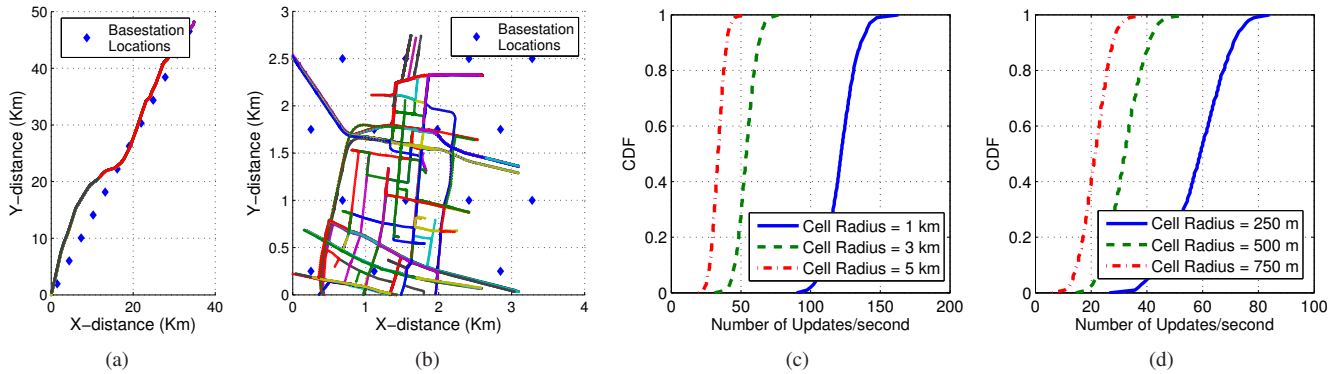 Basestation
Locations
50
40
30
20
10
0
0
20
40
Y−distance (Km)
X−distance (Km)
(a)
Basestation
Locations
3
2.5
2
1.5
1
0.5
0
0
1
2
3
4
Y−distance (Km)
X−distance (Km)
(b)
1
0.8
0.6
0.4
0.2
0
0
50
100
150
200
CDF
Cell Radius = 1 km
Cell Radius = 3 km
Cell Radius = 5 km
Number of Updates/second
(c)
1
0.8
0.6
0.4
0.2
0
0
20
40
60
80
100
CDF
Cell Radius = 250 m
Cell Radius = 500 m
Cell Radius = 750 m
Number of Updates/second
(d)